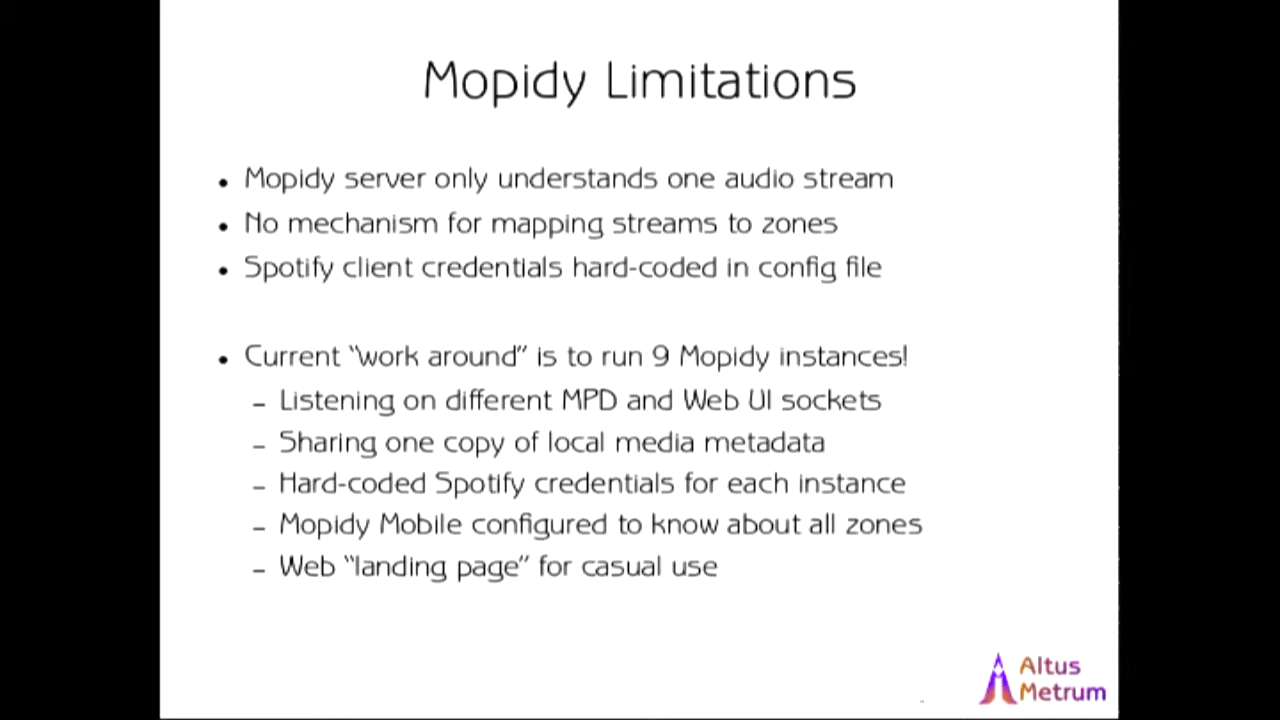 Mopidy Limitations
• Mopidy server only understands one audio stream
• No mechanism for mapping streams to zones
• Spotify client credentials hard-coded in config file
• Current “work around” is to run 9 Mopidy instances!
– Listening on different MPD and Web UI sockets
– Sharing one copy of local media metadata
– Hard-coded Spotify credentials for each instance
– Mopidy Mobile configured to know about all zones
– Web “landing page” for casual use
Altus
Metrum